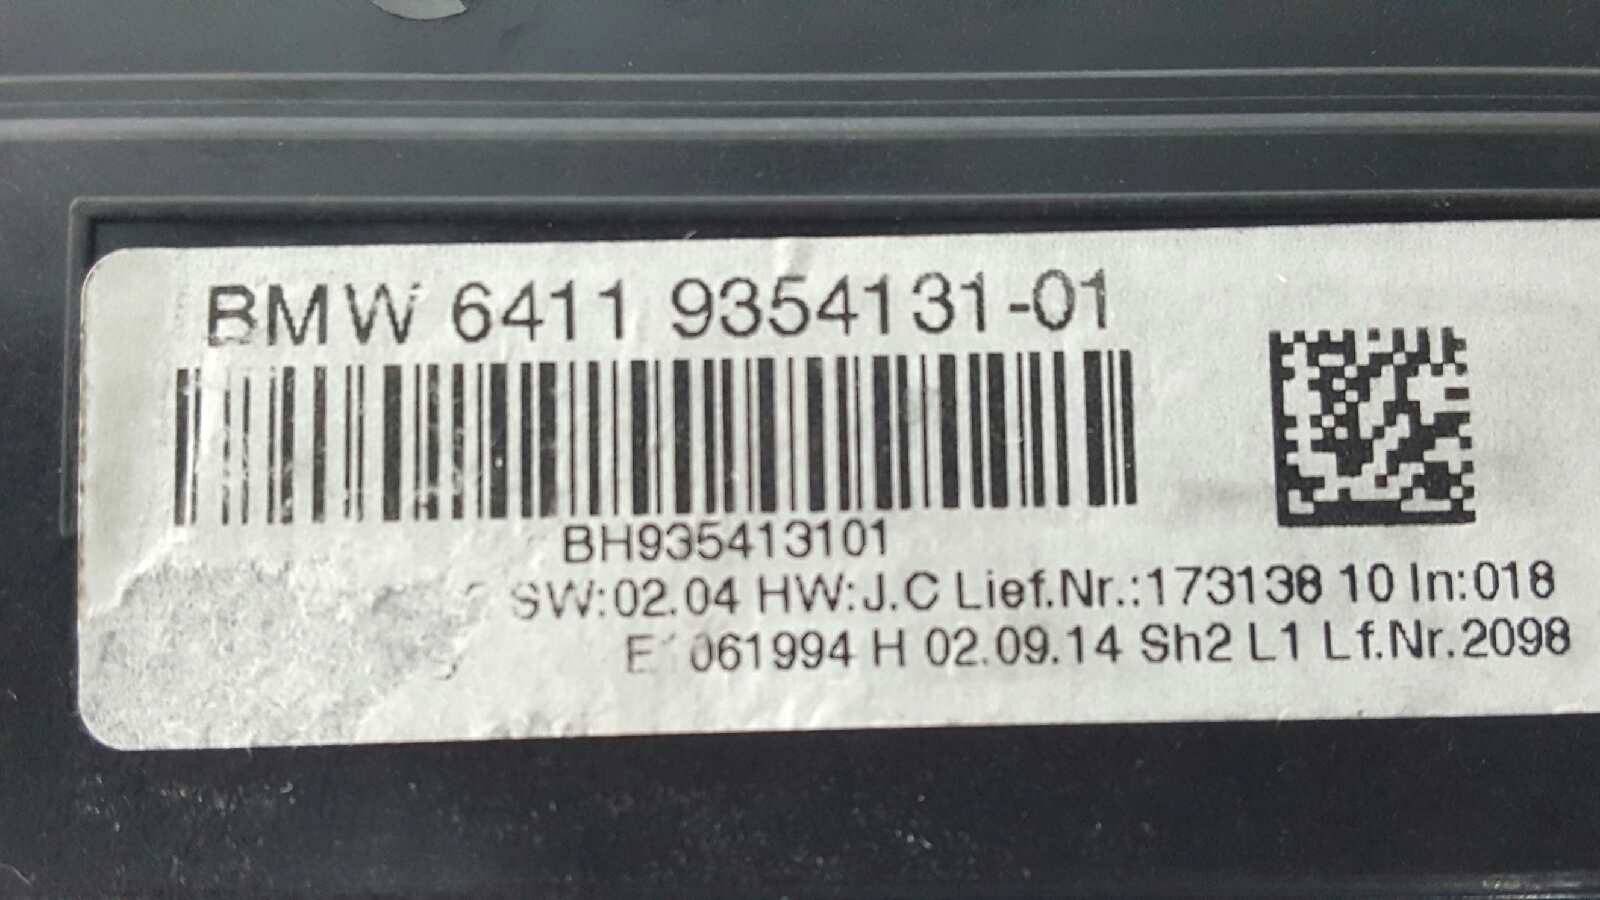 BMW 6411 9354131-01
BH935413101
SW:02.04 HW:J.C Lief.Nr.:173138 10 In:018
061994 H 02.09.14 Sh2 L1 Lf.Nr.2098